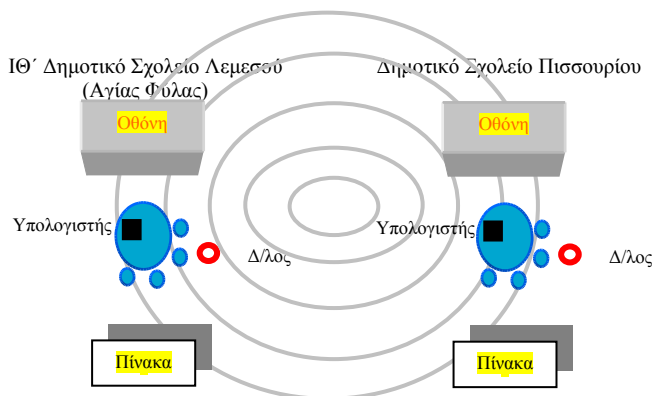 ΙΘ΄ Δημοτικό Σχολείο Λεμεσού
(Αγίας Φυλας)
Δημοτικό Σχολείο Πισσουρίου
Οθόνη
Οθόνη
Υπολογιστής
Δ/λος
Υπολογιστής
Δ/λος
Πίνακα
Πίνακα